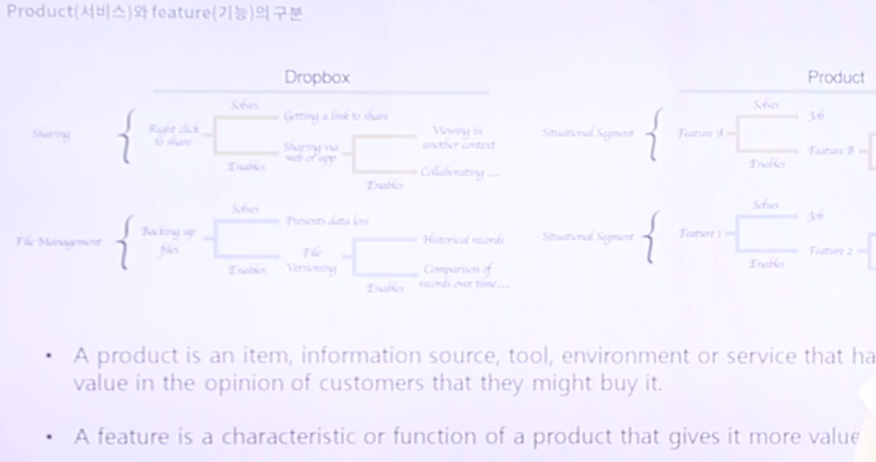 Product(서비스)와 feature(기능)의 구분
Dropbox
Sharing
Right click
to share
Solves
Getting a link to share
Enables
Sharing via
web or app
Enables
Viewing in
another context
Collaborating ...
File Management
Backing up
files
Solves
Prevents data loss
Enables
File
Versioning
Enables
Historical records
Comparison of
records over time...
Product
Situational Segment
Feature A
Solves
Enables
Feature B
Situational Segment
Feature 1
Solves
Enables
Feature 2
• A product is an item, information source, tool, environment or service that ha
value in the opinion of customers that they might buy it.
• A feature is a characteristic or function of a product that gives it more value